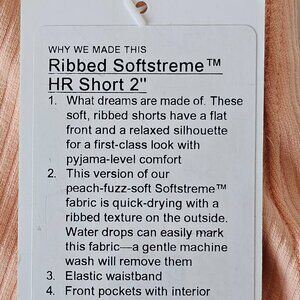 WHY WE MADE THIS
Ribbed Softstreme™
HR Short 2"
1. What dreams are made of. These
soft, ribbed shorts have a flat
front and a relaxed silhouette
for a first-class look with
pyjama-level comfort
2. This version of our
peach-fuzz-soft Softstreme™
fabric is quick-drying with a
ribbed texture on the outside.
Water drops can easily mark
this fabric—a gentle machine
wash will remove them
3. Elastic waistband
4. Front pockets with interior